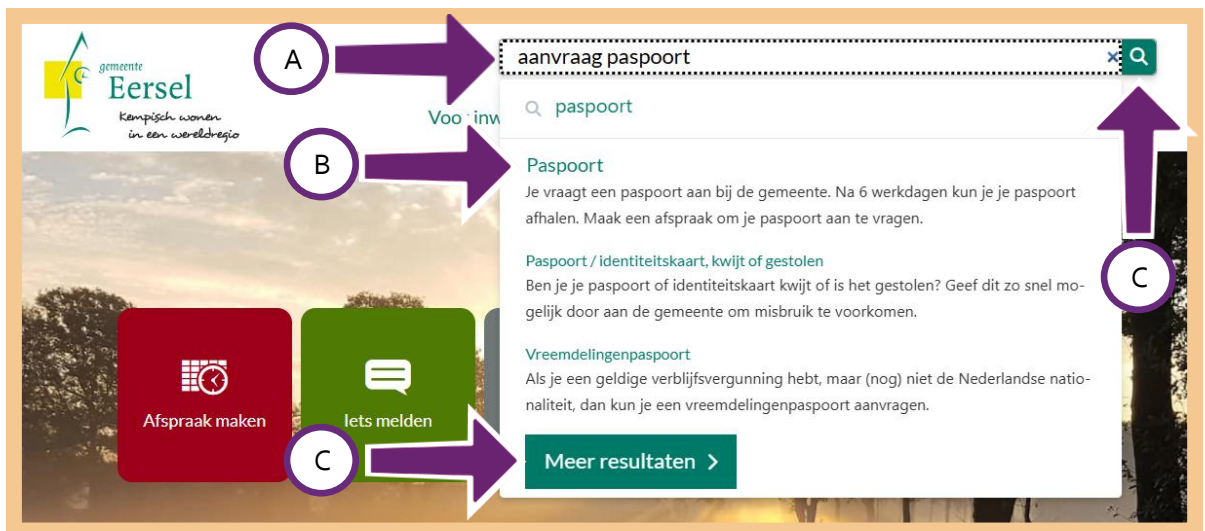 A
aanvraag paspoort
×
gemeente
Eersel
Kempisch wonen
in een wereldregio
Voor inw
paspoort
B
Paspoort
Je vraagt een paspoort aan bij de gemeente. Na 6 werkdagen kun je je paspoort
afhalen. Maak een afspraak om je paspoort aan te vragen.
C
Paspoort / identiteitskaart, kwijt of gestolen
Ben je je paspoort of identiteitskaart kwijt of is het gestolen? Geef dit zo snel mo-
gelijk door aan de gemeente om misbruik te voorkomen.
Vreemdelingenpaspoort
Als je een geldige verblijfsvergunning hebt, maar (nog) niet de Nederlandse natio-
naliteit, dan kun je een vreemdelingenpaspoort aanvragen.
Afspraak maken
Iets melden
C
Meer resultaten >